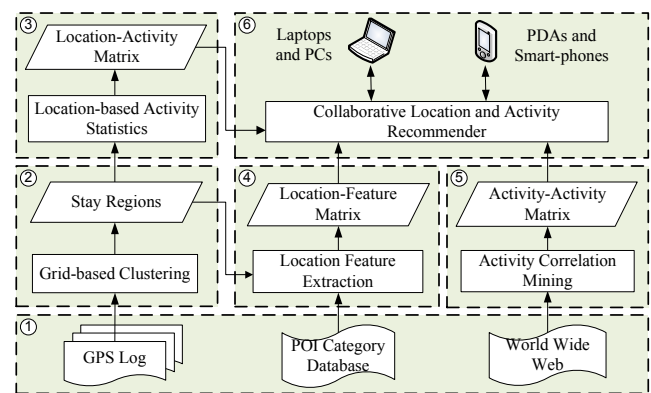 ③
Location-Activity
Matrix
Location-based Activity
Statistics
⑥
Laptops
and PCs
PDAs and
Smart-phones
Collaborative Location and Activity
Recommender
②
Stay Regions
Grid-based Clustering
④
Location-Feature
Matrix
Location Feature
Extraction
⑤
Activity-Activity
Matrix
Activity Correlation
Mining
①
GPS Log
POI Category
Database
World Wide
Web